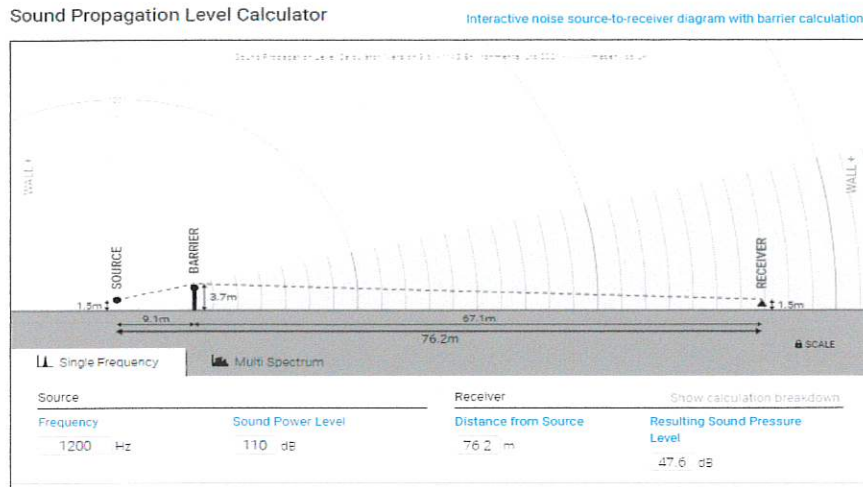 Sound Propagation Level Calculator
Interactive noise source-to-receiver diagram with barrier calculation
WALL +
WALL +
SOURCE
BARRIER
RECEIVER
1.5m
3.7m
1.5m
9.1m
67.1m
76.2m
SCALE
Single Frequency
Multi Spectrum
Source
Receiver
Show calculation breakdown
Frequency
Sound Power Level
Distance from Source
Resulting Sound Pressure
Level
1200 Hz
110 dB
76.2 m
47.6 dB